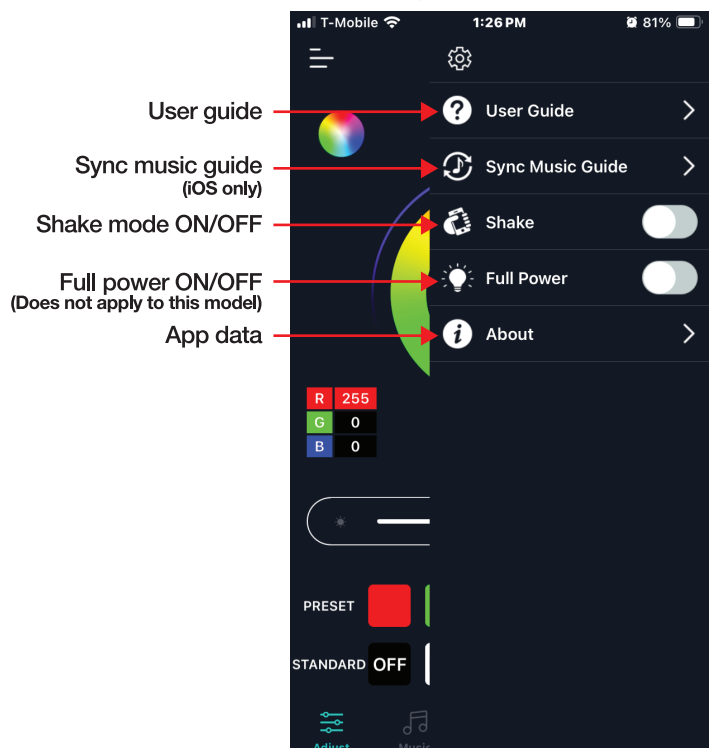 T-Mobile 1:26 PM 81%
User guide
User Guide
Sync music guide
(iOS only)
Sync Music Guide
Shake mode ON/OFF
Shake
Full power ON/OFF
(Does not apply to this model)
Full Power
App data
About
R 255
G 0
B 0
PRESET
STANDARD OFF
Adjust